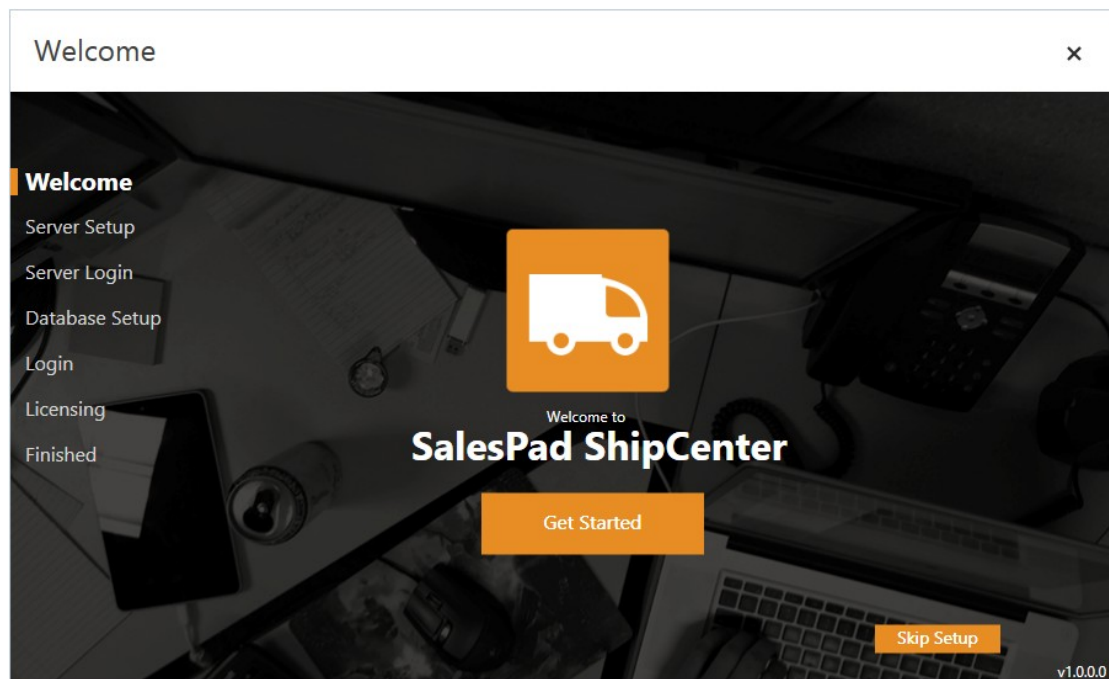 Welcome
Welcome
Server Setup
Server Login
Database Setup
Login
Licensing
Finished
Welcome to
SalesPad ShipCenter
Get Started
Skip Setup
v1.0.0.0